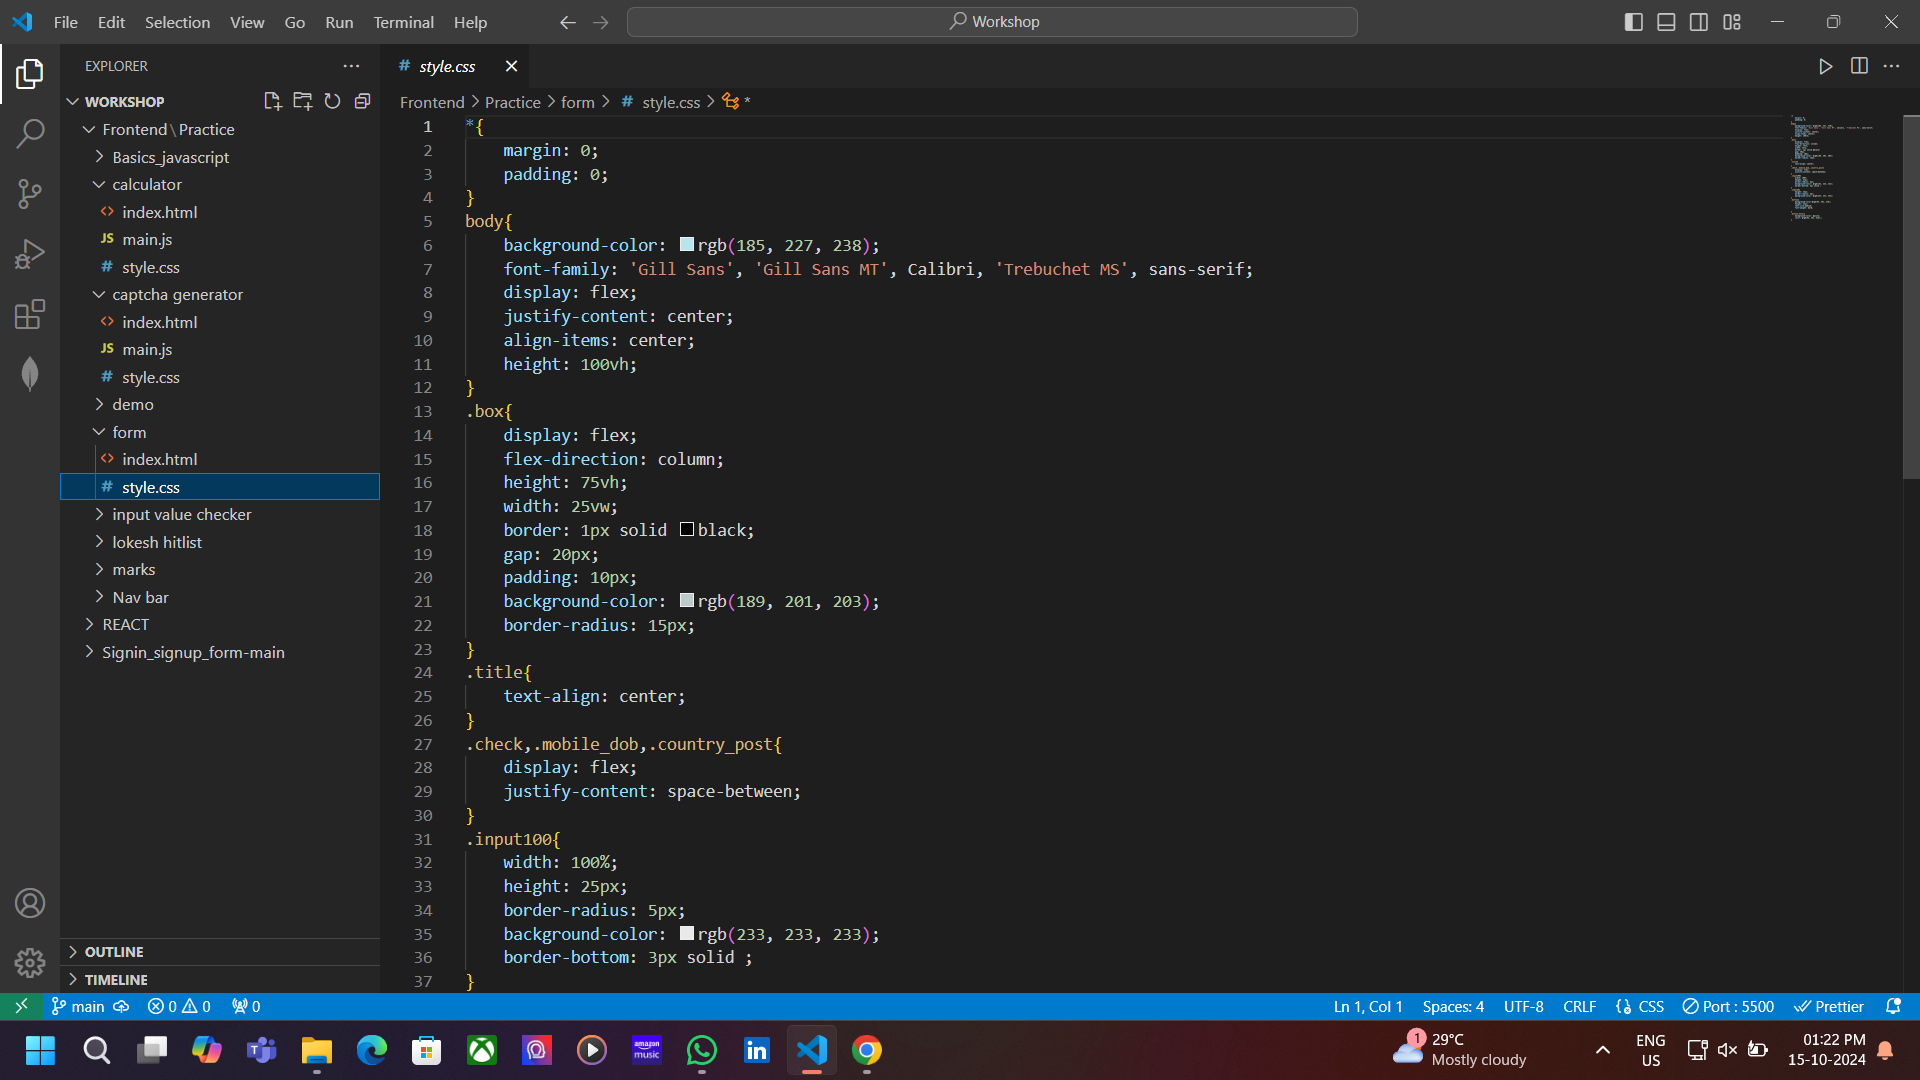 File Edit Selection View Go Run Terminal Help
Workshop
EXPLORER
WORKSHOP
Frontend\Practice
Basics_javascript
calculator
index.html
JS main.js
# style.css
captcha generator
index.html
JS main.js
# style.css
demo
form
index.html
# style.css
input value checker
lokesh hitlist
marks
Nav bar
REACT
Signin_signup_form-main
OUTLINE
TIMELINE
# style.css
Frontend > Practice > form > # style.css > *
1 *{
2 margin: 0;
3 padding: 0;
4 }
5 body{
6 background-color: rgb(185, 227, 238);
7 font-family: 'Gill Sans', 'Gill Sans MT', Calibri, 'Trebuchet MS', sans-serif;
8 display: flex;
9 justify-content: center;
10 align-items: center;
11 height: 100vh;
12 }
13 .box{
14 display: flex;
15 flex-direction: column;
16 height: 75vh;
17 width: 25vw;
18 border: 1px solid black;
19 gap: 20px;
20 padding: 10px;
21 background-color: rgb(189, 201, 203);
22 border-radius: 15px;
23 }
24 .title{
25 text-align: center;
26 }
27 .check,.mobile_dob,.country_post{
28 display: flex;
29 justify-content: space-between;
30 }
31 .input100{
32 width: 100%;
33 height: 25px;
34 border-radius: 5px;
35 background-color: rgb(233, 233, 233);
36 border-bottom: 3px solid ;
37 }
main 0 0 0
Ln 1, Col 1 Spaces: 4 UTF-8 CRLF {} CSS Port : 5500 Prettier
amazon music
in
1
29°C
Mostly cloudy
ENG
US
01:22 PM
15-10-2024